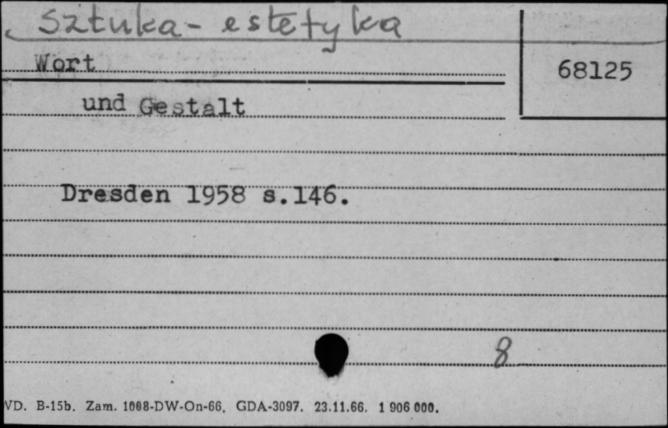 Sztuka - estetyka
Wort
68125
und Gestalt
Dresden 1958 s.146.
8
WD. B-15b. Zam. 1008-DW-On-66. GDA-3097. 23.11.66. 1 906 000.